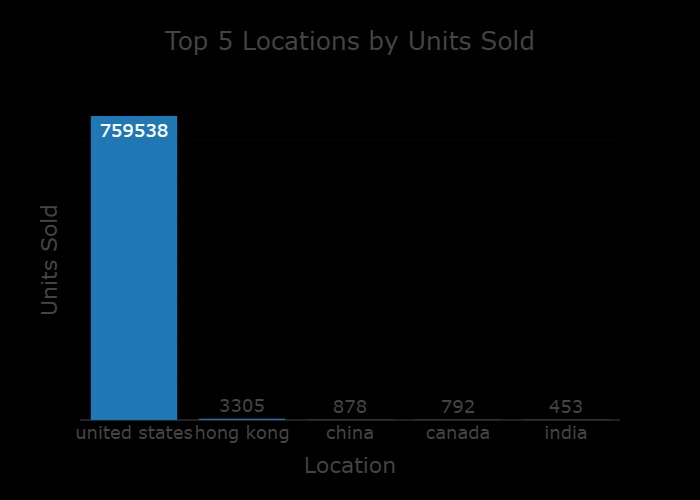 Top 5 Locations by Units Sold
Units Sold
759538
3305
878
792
453
united states
hong kong
china
canada
india
Location